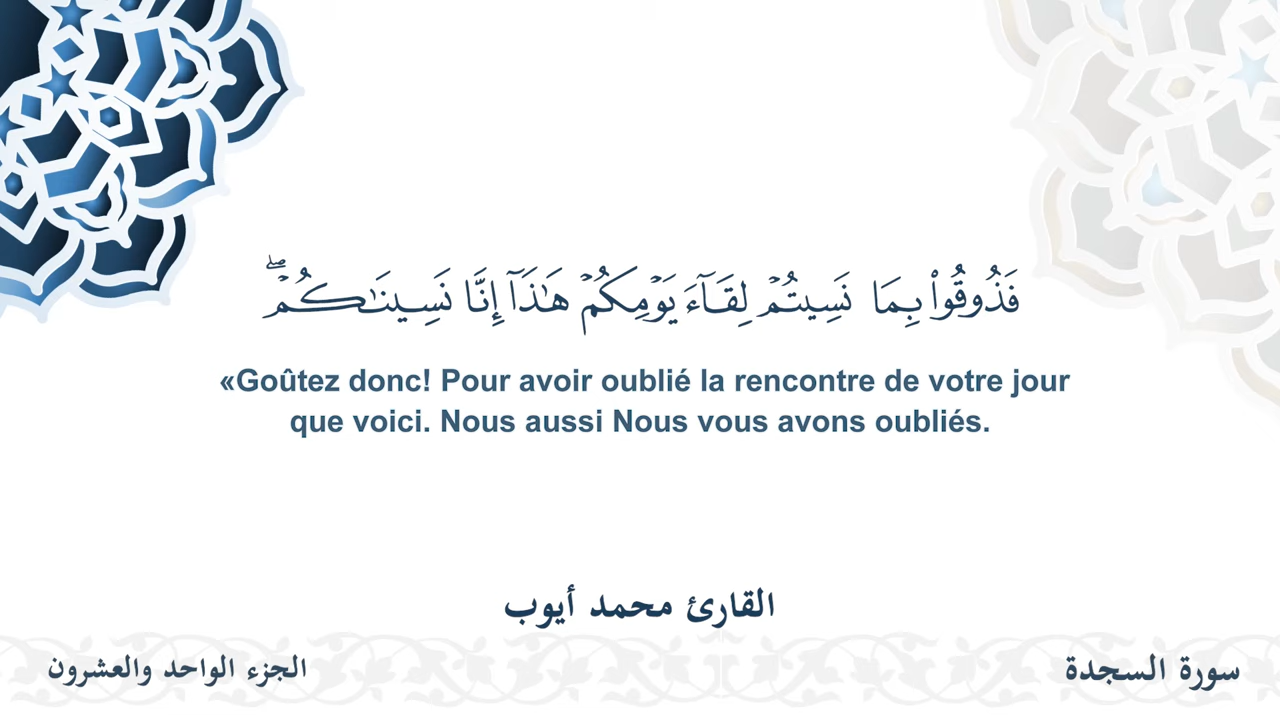 فَذُوقُوا۟ بِمَا نَسِيتُمْ لِقَآءَ يَوْمِكُمْ هَـٰذَآ إِنَّا نَسِينَـٰكُمْ ۖ
«Goûtez donc! Pour avoir oublié la rencontre de votre jour
que voici. Nous aussi Nous vous avons oubliés.
القارئ محمد أيوب
سورة السجدة
الجزء الواحد والعشرون